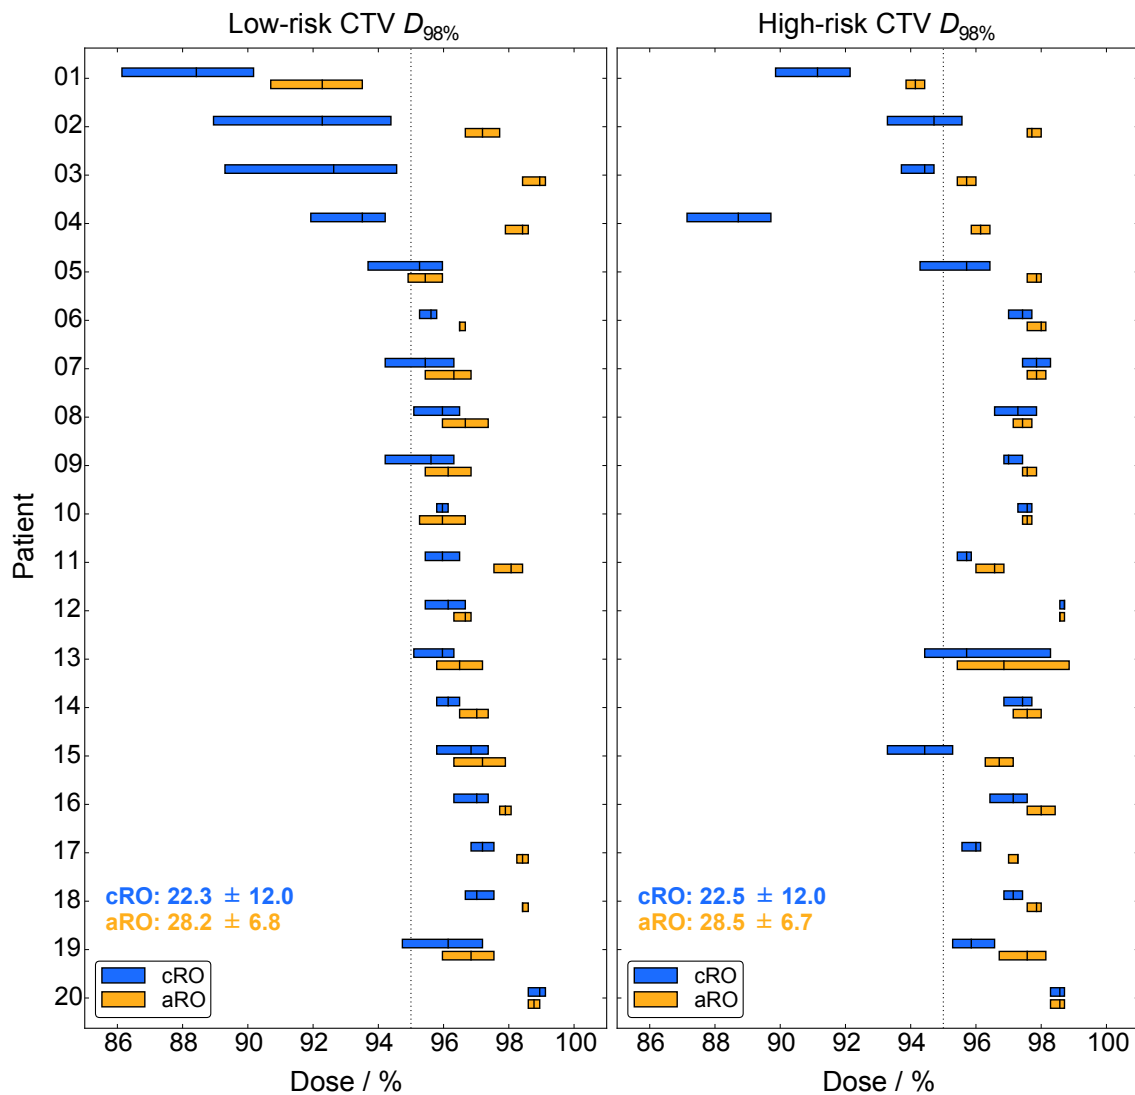 Low-risk CTV D98%
High-risk CTV D98%
Patient
01
02
03
04
05
06
07
08
09
10
11
12
13
14
15
16
17
18
19
20
cRO: 22.3 ± 12.0
aRO: 28.2 ± 6.8
cRO
aRO
cRO: 22.5 ± 12.0
aRO: 28.5 ± 6.7
cRO
aRO
86 88 90 92 94 96 98 100
86 88 90 92 94 96 98 100
Dose / %
Dose / %